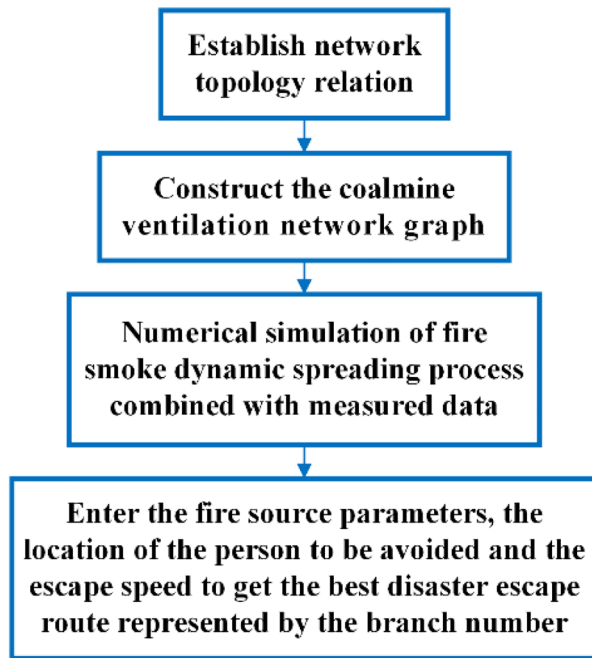 Establish network
topology relation
Construct the coalmine
ventilation network graph
Numerical simulation of fire
smoke dynamic spreading process
combined with measured data
Enter the fire source parameters, the
location of the person to be avoided and the
escape speed to get the best disaster escape
route represented by the branch number